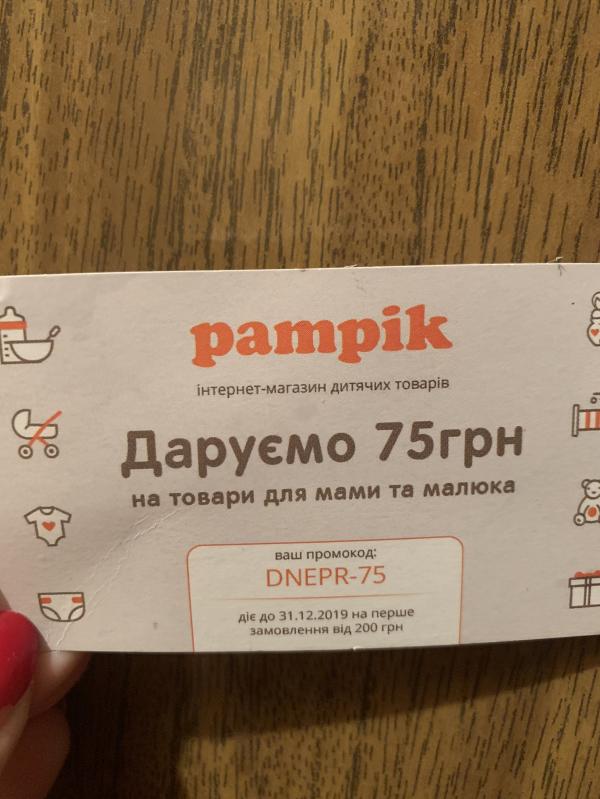 pampik
інтернет-магазин дитячих товарів
Даруємо 75грн
на товари для мами та малюка
ваш промокод:
DNEPR-75
діє до 31.12.2019 на перше
замовлення від 200 грн